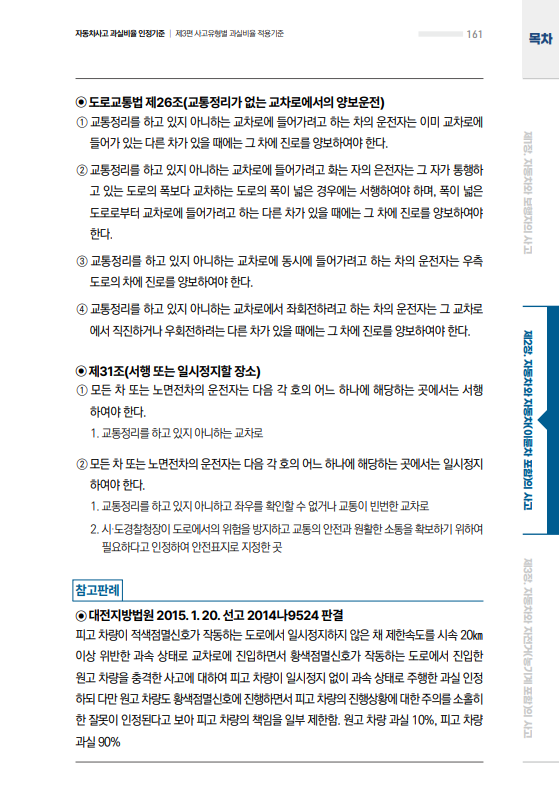 자동차사고 과실비율 인정기준 | 제3편 사고유형별 과실비율 적용기준
161
목차
◉ 도로교통법 제26조(교통정리가 없는 교차로에서의 양보운전)
① 교통정리를 하고 있지 아니하는 교차로에 들어가려고 하는 차의 운전자는 이미 교차로에
들어가 있는 다른 차가 있을 때에는 그 차에 진로를 양보하여야 한다.
② 교통정리를 하고 있지 아니하는 교차로에 들어가려고 화는 자의 은전자는 그 자가 통행하
고 있는 도로의 폭보다 교차하는 도로의 폭이 넓은 경우에는 서행하여야 하며, 폭이 넓은
도로로부터 교차로에 들어가려고 하는 다른 차가 있을 때에는 그 차에 진로를 양보하여야
한다.
③ 교통정리를 하고 있지 아니하는 교차로에 동시에 들어가려고 하는 차의 운전자는 우측
도로의 차에 진로를 양보하여야 한다.
④ 교통정리를 하고 있지 아니하는 교차로에서 좌회전하려고 하는 차의 운전자는 그 교차로
에서 직진하거나 우회전하려는 다른 차가 있을 때에는 그 차에 진로를 양보하여야 한다.
◉ 제31조(서행 또는 일시정지할 장소)
① 모든 차 또는 노면전차의 운전자는 다음 각 호의 어느 하나에 해당하는 곳에서는 서행
하여야 한다.
1. 교통정리를 하고 있지 아니하는 교차로
② 모든 차 또는 노면전차의 운전자는 다음 각 호의 어느 하나에 해당하는 곳에서는 일시정지
하여야 한다.
1. 교통정리를 하고 있지 아니하고 좌우를 확인할 수 없거나 교통이 빈번한 교차로
2. 시·도경찰청장이 도로에서의 위험을 방지하고 교통의 안전과 원활한 소통을 확보하기 위하여
필요하다고 인정하여 안전표지로 지정한 곳
참고판례
◉ 대전지방법원 2015. 1. 20. 선고 2014나9524 판결
피고 차량이 적색점멸신호가 작동하는 도로에서 일시정지하지 않은 채 제한속도를 시속 20㎞
이상 위반한 과속 상태로 교차로에 진입하면서 황색점멸신호가 작동하는 도로에서 진입한
원고 차량을 충격한 사고에 대하여 피고 차량이 일시정지 없이 과속 상태로 주행한 과실 인정
하되 다만 원고 차량도 황색점멸신호에 진행하면서 피고 차량의 진행상황에 대한 주의를 소홀히
한 잘못이 인정된다고 보아 피고 차량의 책임을 일부 제한함. 원고 차량 과실 10%, 피고 차량
과실 90%
제1장. 자동차와 보행자의 사고
제2장. 자동차와 자동차(이륜차 포함)의 사고
제3장. 자동차와 자전거(농기계 포함)의 사고